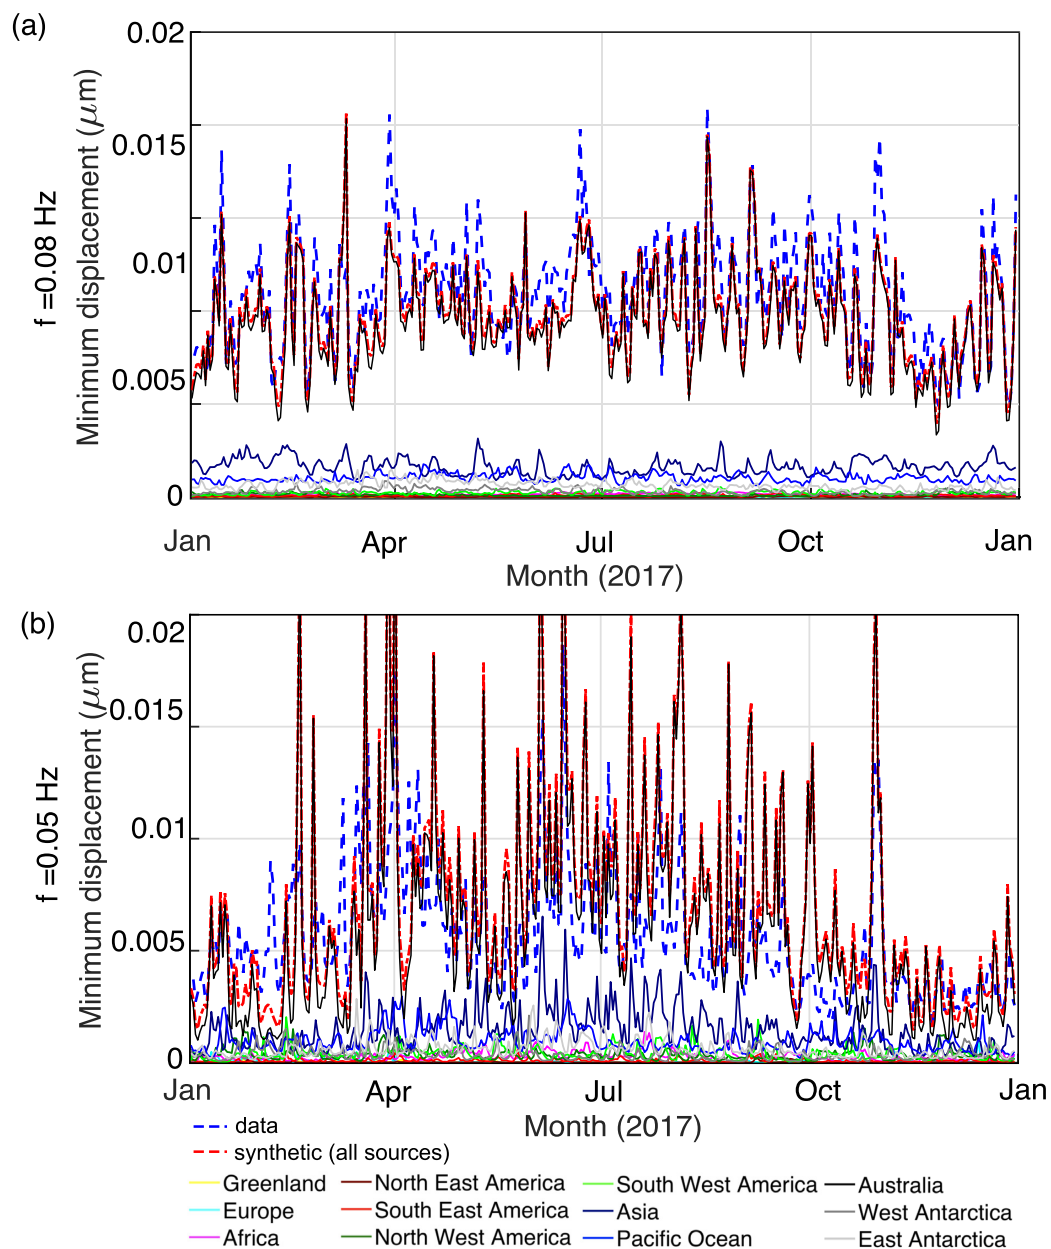 (a)
0.02
0.015
0.01
0.005
0
Minimum displacement (μm)
f =0.08 Hz
Jan Apr Jul Oct Jan
Month (2017)
(b)
0.02
0.015
0.01
0.005
0
Minimum displacement (μm)
f =0.05 Hz
Jan Apr Jul Oct Jan
Month (2017)
data
synthetic (all sources)
Greenland North East America South West America Australia
Europe South East America Asia West Antarctica
Africa North West America Pacific Ocean East Antarctica